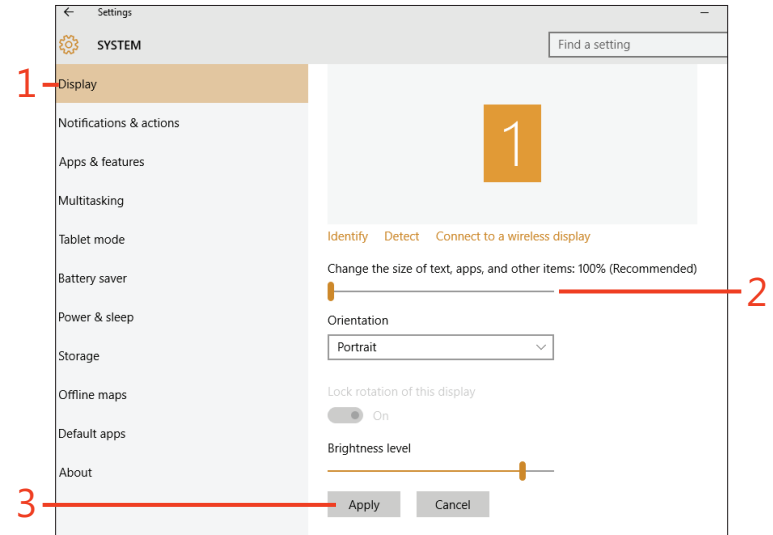 Settings
SYSTEM
Find a setting
1
Display
Notifications & actions
Apps & features
Multitasking
Tablet mode
Battery saver
Power & sleep
Storage
Offline maps
Default apps
About
1
Identify Detect Connect to a wireless display
Change the size of text, apps, and other items: 100% (Recommended)
2
Orientation
Portrait
Lock rotation of this display
On
Brightness level
3
Apply Cancel